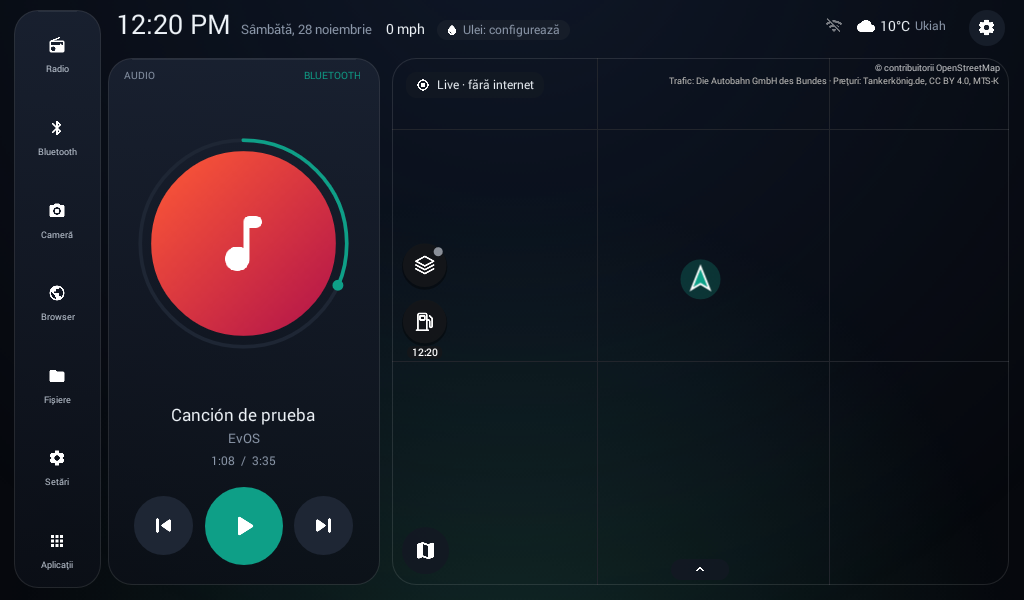 12:20 PM Sâmbătă, 28 noiembrie 0 mph Ulei: configurează 10°C Ukiah
Radio
Bluetooth
Cameră
Browser
Fișiere
Setări
Aplicații
AUDIO BLUETOOTH
Canción de prueba
EvOS
1:08 / 3:35
Live · fără internet
© contribuitorii OpenStreetMap
Trafic: Die Autobahn GmbH des Bundes · Prețuri: Tankerkönig.de, CC BY 4.0, MTS-K
12:20